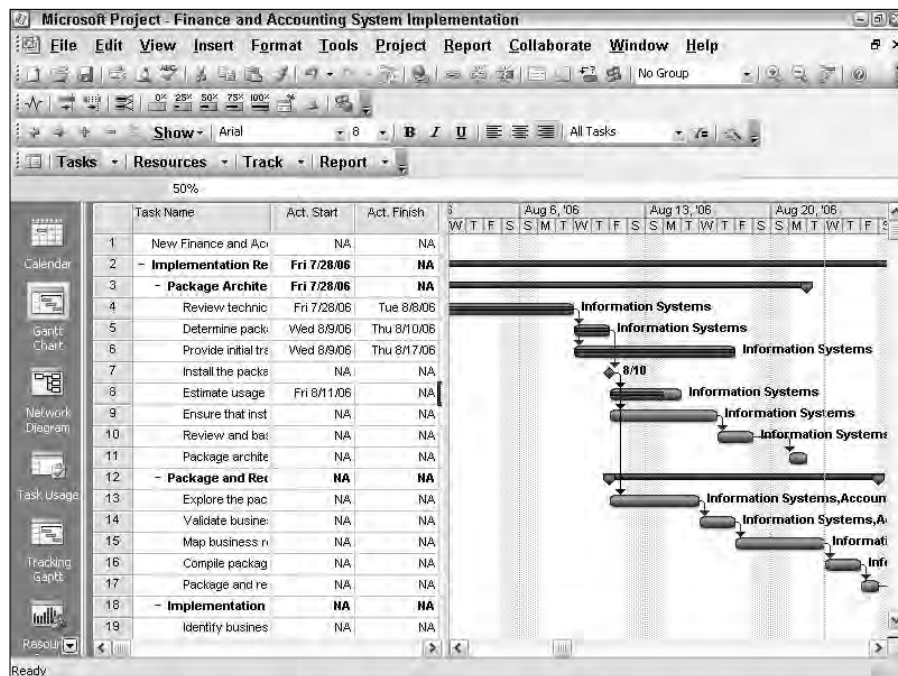 Microsoft Project - Finance and Accounting System Implementation
File Edit View Insert Format Tools Project Report Collaborate Window Help
No Group
0% 25% 50% 75% 100%
Show Arial 8 B I U All Tasks
Tasks Resources Track Report
50%
Task Name Act. Start Act. Finish Aug 6, '06 Aug 13, '06 Aug 20, '06
W T F S S M T W T F S S M T W T F S S M T W T F S
1 New Finance and Acc NA NA
2 - Implementation Re Fri 7/28/06 NA
3 - Package Archite Fri 7/28/06 NA
4 Review technic Fri 7/28/06 Tue 8/8/06 Information Systems
5 Determine pack Wed 8/9/06 Thu 8/10/06 Information Systems
6 Provide initial tra Wed 8/9/06 Thu 8/17/06 Information Systems
7 Install the packa NA NA 8/10
8 Estimate usage Fri 8/11/06 NA Information Systems
9 Ensure that inst NA NA Information Systems
10 Review and bas NA NA Information Systems
11 Package archite NA NA
12 - Package and Rec NA NA
13 Explore the pac NA NA Information Systems,Accoun
14 Validate busine NA NA Information Systems,A
15 Map business r NA NA Informati
16 Compile packag NA NA Info
17 Package and re NA NA
18 - Implementation NA NA
19 Identify busines NA NA
Calendar
Gantt Chart
Network Diagram
Task Usage
Tracking Gantt
Resour
Ready